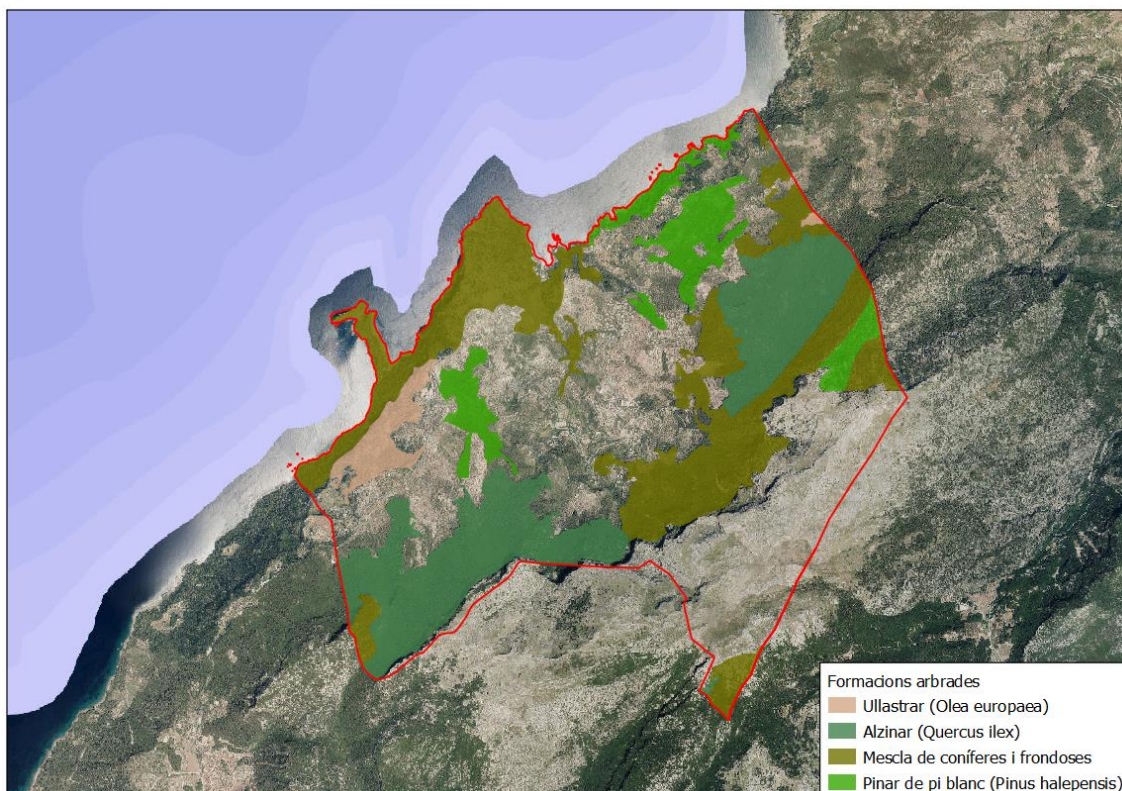 Formacions arbrades
Ullastrar (Olea europaea)
Alzinar (Quercus ilex)
Mescla de coníferes i frondoses
Pinar de pi blanc (Pinus halepensis)